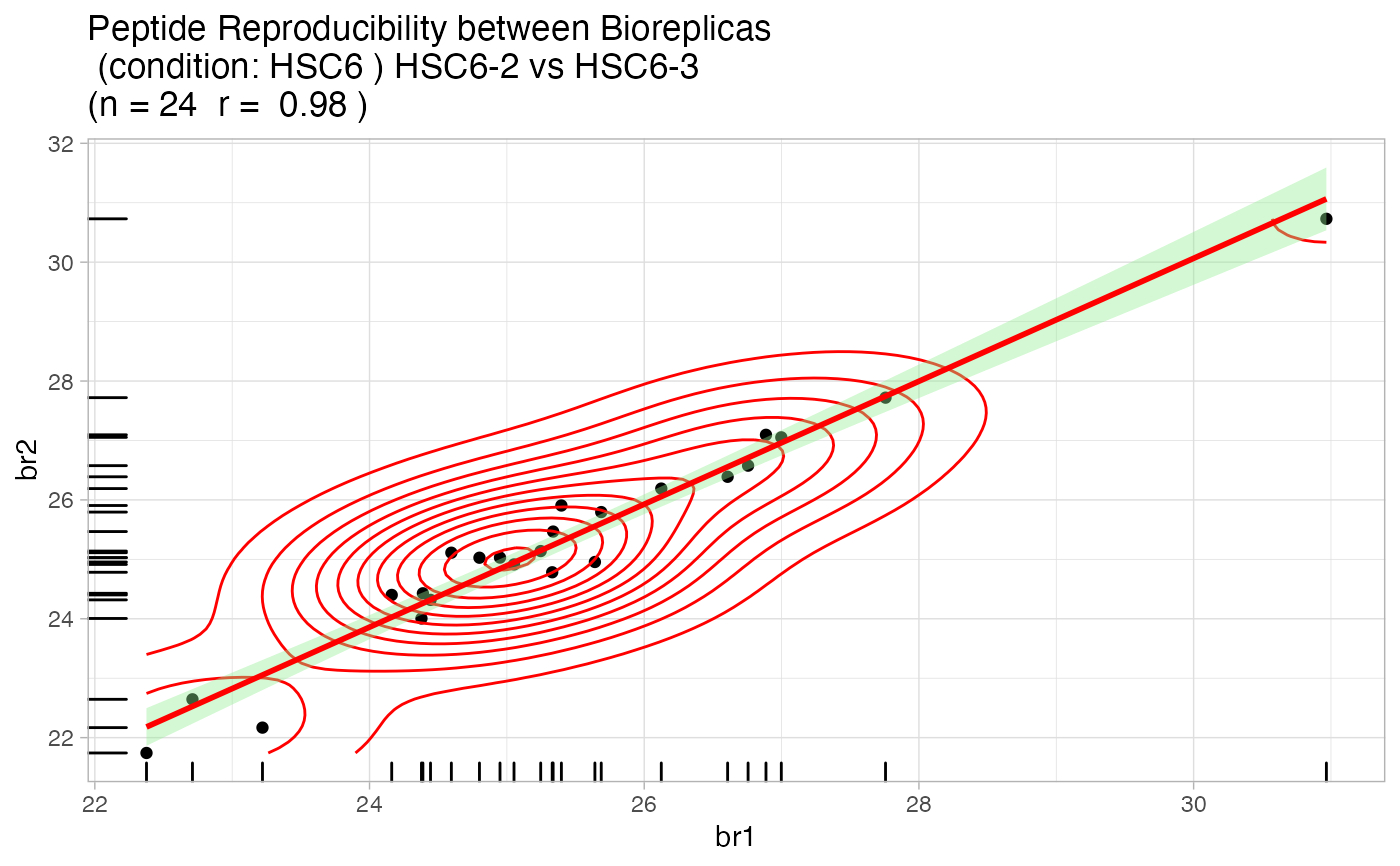 Peptide Reproducibility between Bioreplicas
(condition: HSC6 ) HSC6-2 vs HSC6-3
(n = 24  r =  0.98 )
32
30
28
26
24
22
br2
22 24 26 28 30
br1